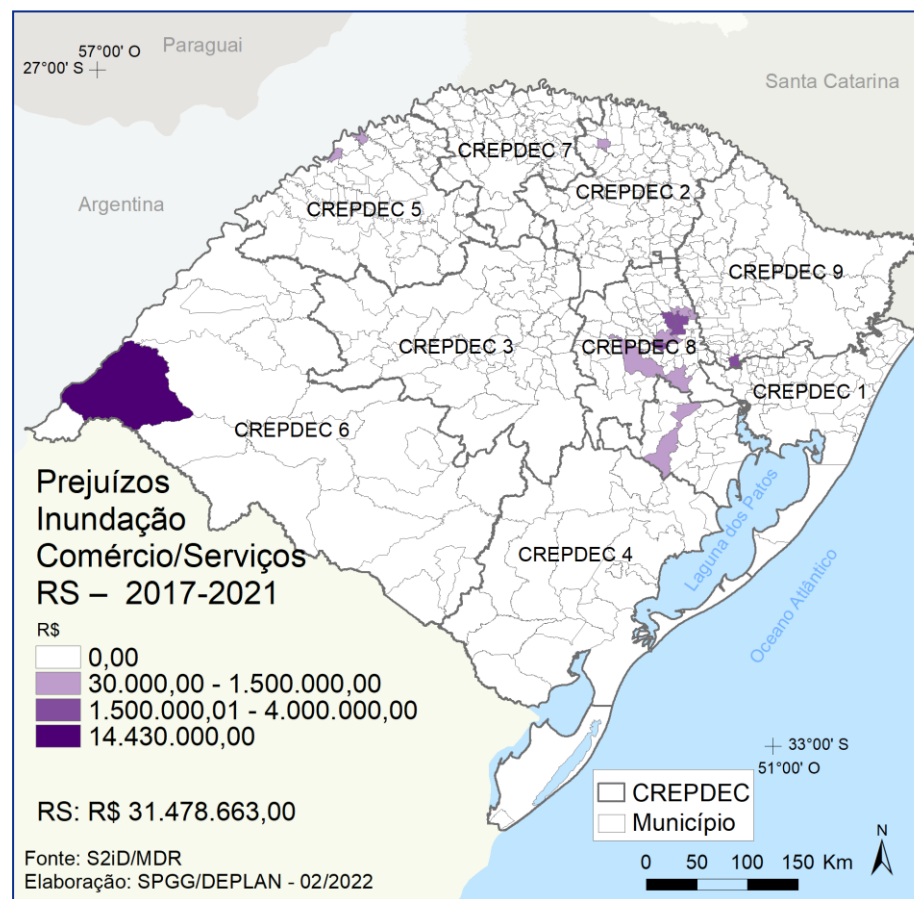 Paraguai
57°00' O
27°00' S
Santa Catarina
Argentina
CREPDEC 7
CREPDEC 2
CREPDEC 5
CREPDEC 9
CREPDEC 3
CREPDEC 8
CREPDEC 1
CREPDEC 6
CREPDEC 4
Laguna dos Patos
Oceano Atlântico
Prejuízos
Inundação
Comércio/Serviços
RS – 2017-2021
R$
0,00
30.000,00 - 1.500.000,00
1.500.000,01 - 4.000.000,00
14.430.000,00
RS: R$ 31.478.663,00
Fonte: S2iD/MDR
Elaboração: SPGG/DEPLAN - 02/2022
33°00' S
51°00' O
CREPDEC
Município
N
0 50 100 150 Km